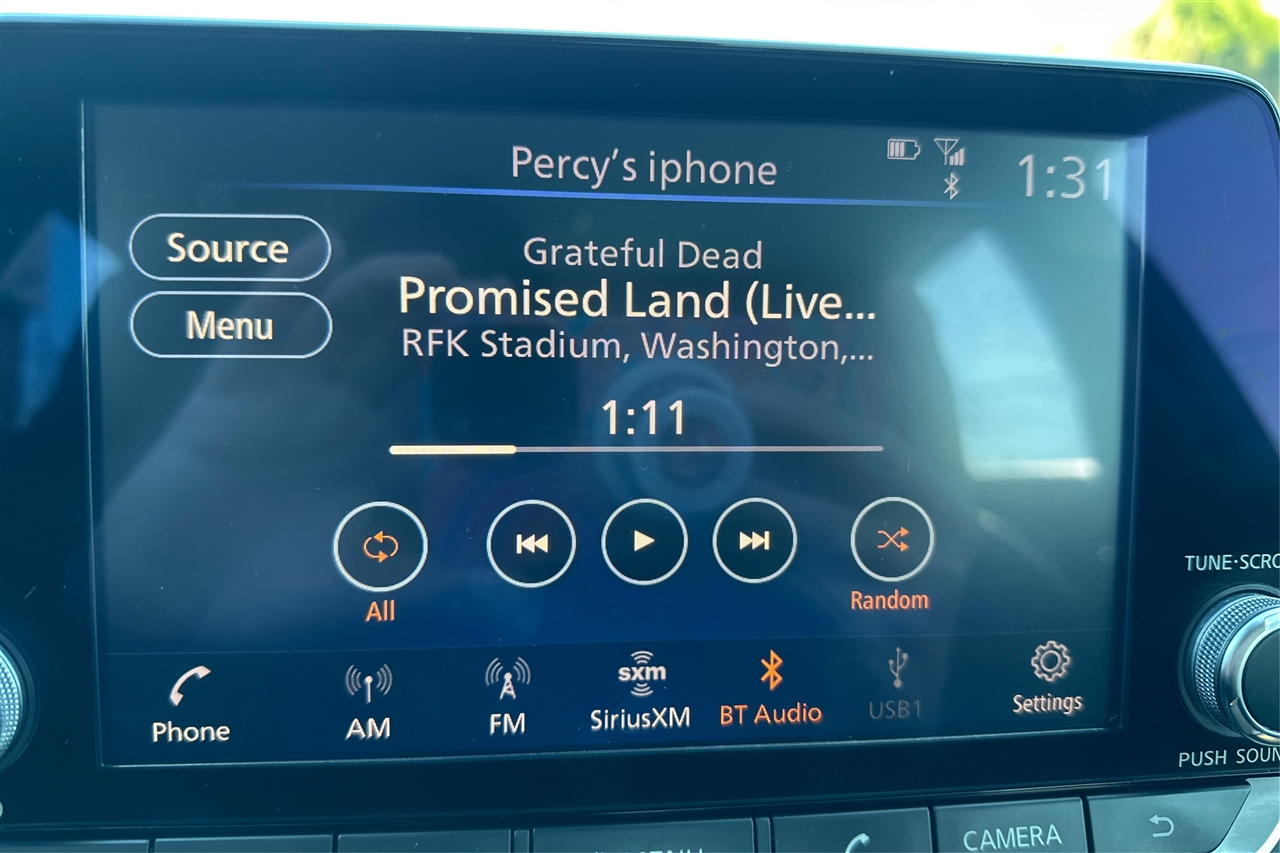 Percy's iphone
1:31
Source
Menu
Grateful Dead
Promised Land (Live...
RFK Stadium, Washington,...
1:11
All
Random
TUNE·SCRO
Phone
AM
FM
sxm
SiriusXM
BT Audio
USB1
Settings
PUSH SOUN
MENU
CAMERA